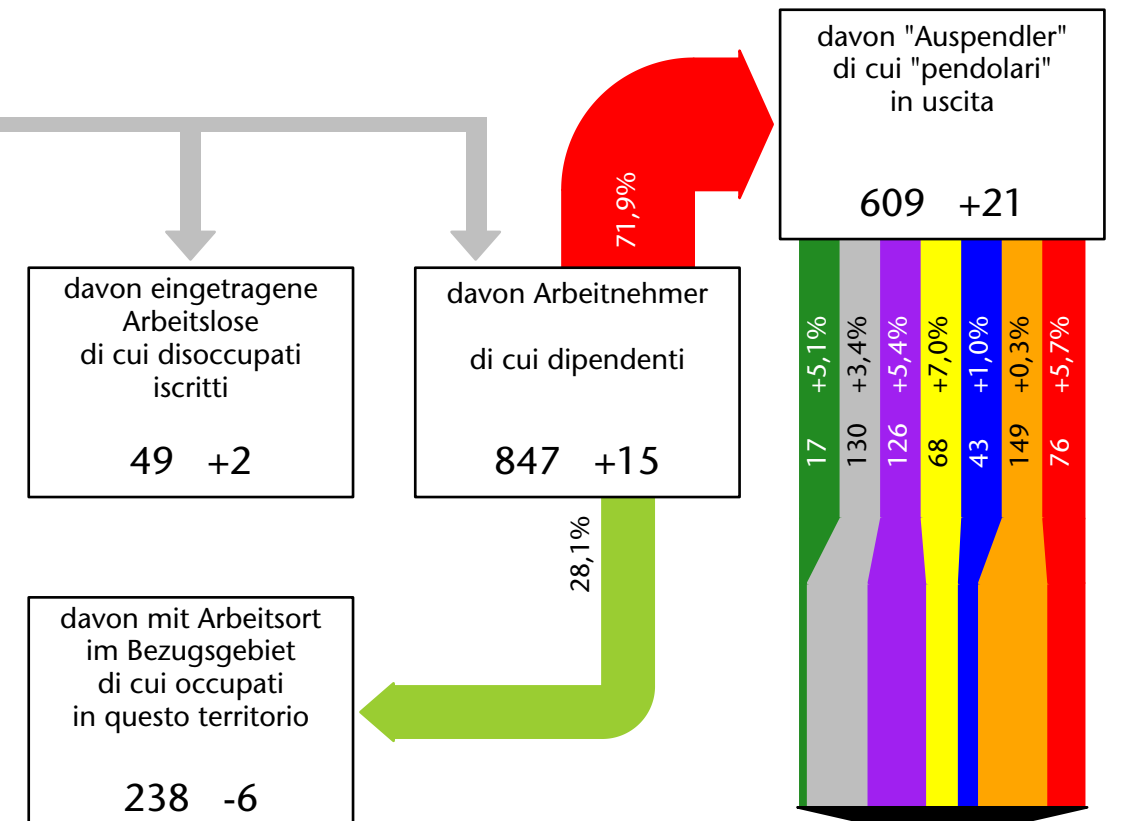 davon "Auspendler"
di cui "pendolari"
in uscita
609 +21
71,9%
davon eingetragene
Arbeitslose
di cui disoccupati
iscritti
49 +2
davon Arbeitnehmer
di cui dipendenti
847 +15
17 +5,1%
130 +3,4%
126 +5,4%
68 +7,0%
43 +1,0%
149 +0,3%
76 +5,7%
28,1%
davon mit Arbeitsort
im Bezugsgebiet
di cui occupati
in questo territorio
238 -6